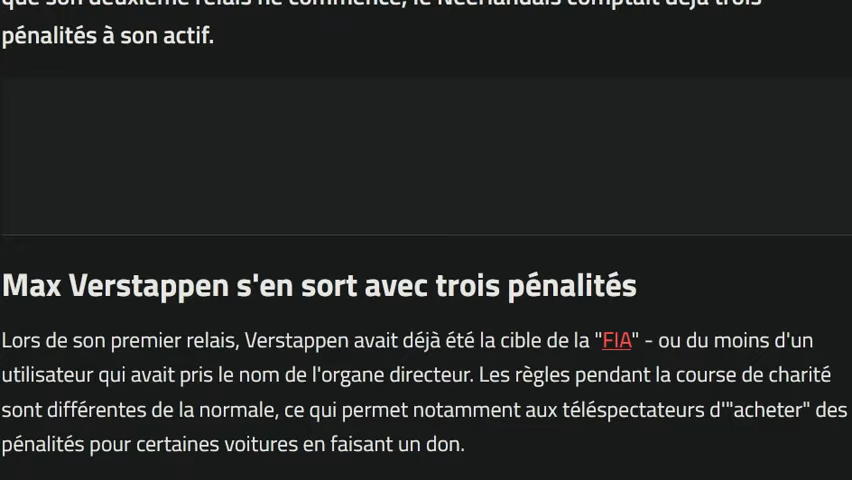 que son deuxième relais ne commence, le Néerlandais comptait déjà trois
pénalités à son actif.
Max Verstappen s'en sort avec trois pénalités
Lors de son premier relais, Verstappen avait déjà été la cible de la "FIA" - ou du moins d'un
utilisateur qui avait pris le nom de l'organe directeur. Les règles pendant la course de charité
sont différentes de la normale, ce qui permet notamment aux téléspectateurs d'"acheter" des
pénalités pour certaines voitures en faisant un don.